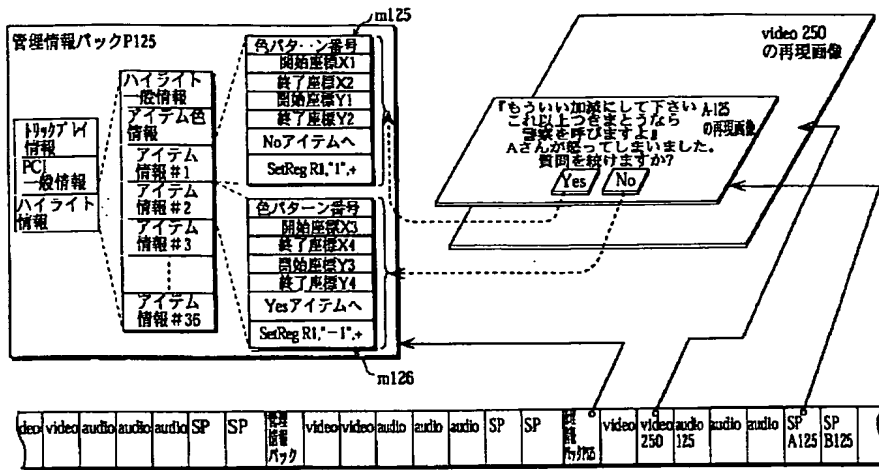 m125
管理情報パックP125
トリックプレイ
情報
PCI
一般情報
ハイライト
情報
ハイライト
一般情報
アイテム色
情報
アイテム
情報#1
アイテム
情報#2
アイテム
情報#3
アイテム
情報#36
色パターン番号
開始座標X1
終了座標X2
開始座標Y1
終了座標Y2
Noアイテムへ
SetReg R1,"1",+
色パターン番号
開始座標X3
終了座標X4
開始座標Y3
終了座標Y4
Yesアイテムへ
SetReg R1,"-1",+
m126
video 250
の再現画像
『もういい加減にして下さい
これ以上つきまとうなら
警察を呼びますよ』
Aさんが怒ってしまいました。
質問を続けますか?
Yes No
A-125
の再現画像
deo video audio audio audio SP SP 管理情報パック video video audio audio audio SP SP 管理情報パックP125 video video 250 audio 125 audio audio SP A125 SP B125